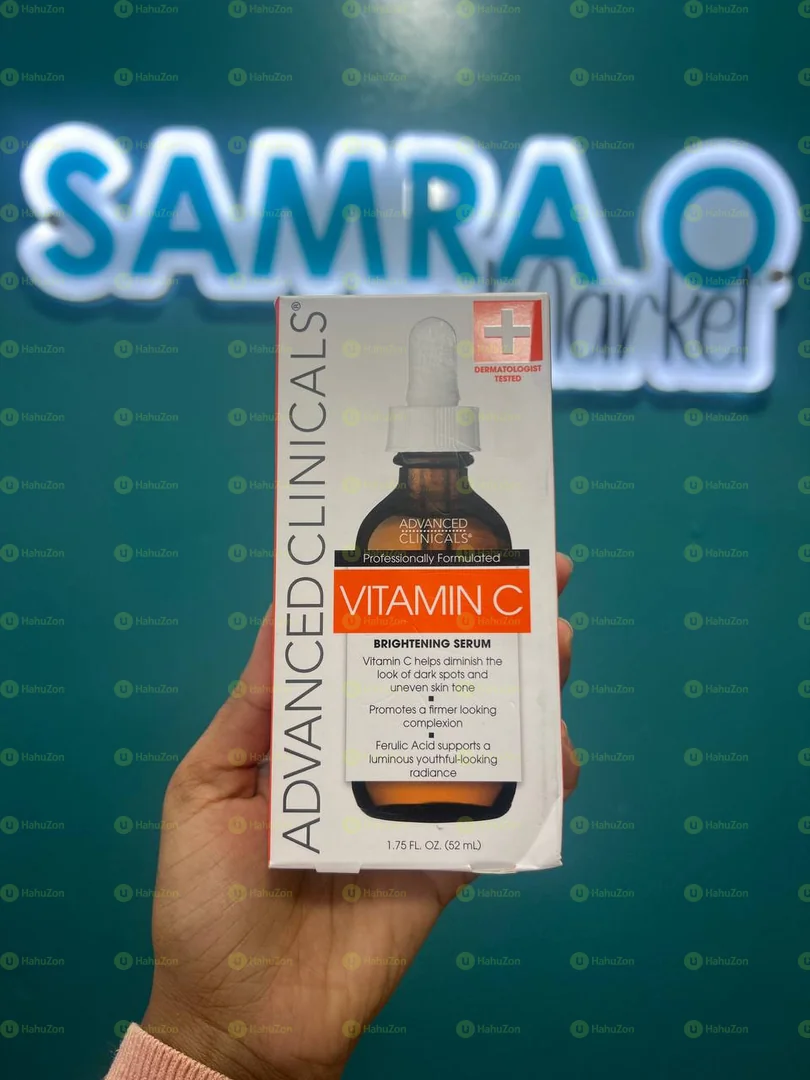 SAMRA
Market
ADVANCED CLINICALS®
DERMATOLOGIST
TESTED
ADVANCED
CLINICALS®
Professionally Formulated
VITAMIN C
BRIGHTENING SERUM
Vitamin C helps diminish the
look of dark spots and
uneven skin tone
Promotes a firmer looking
complexion
Ferulic Acid supports a
luminous youthful-looking
radiance
1.75 FL. OZ. (52 mL)
HahuZon